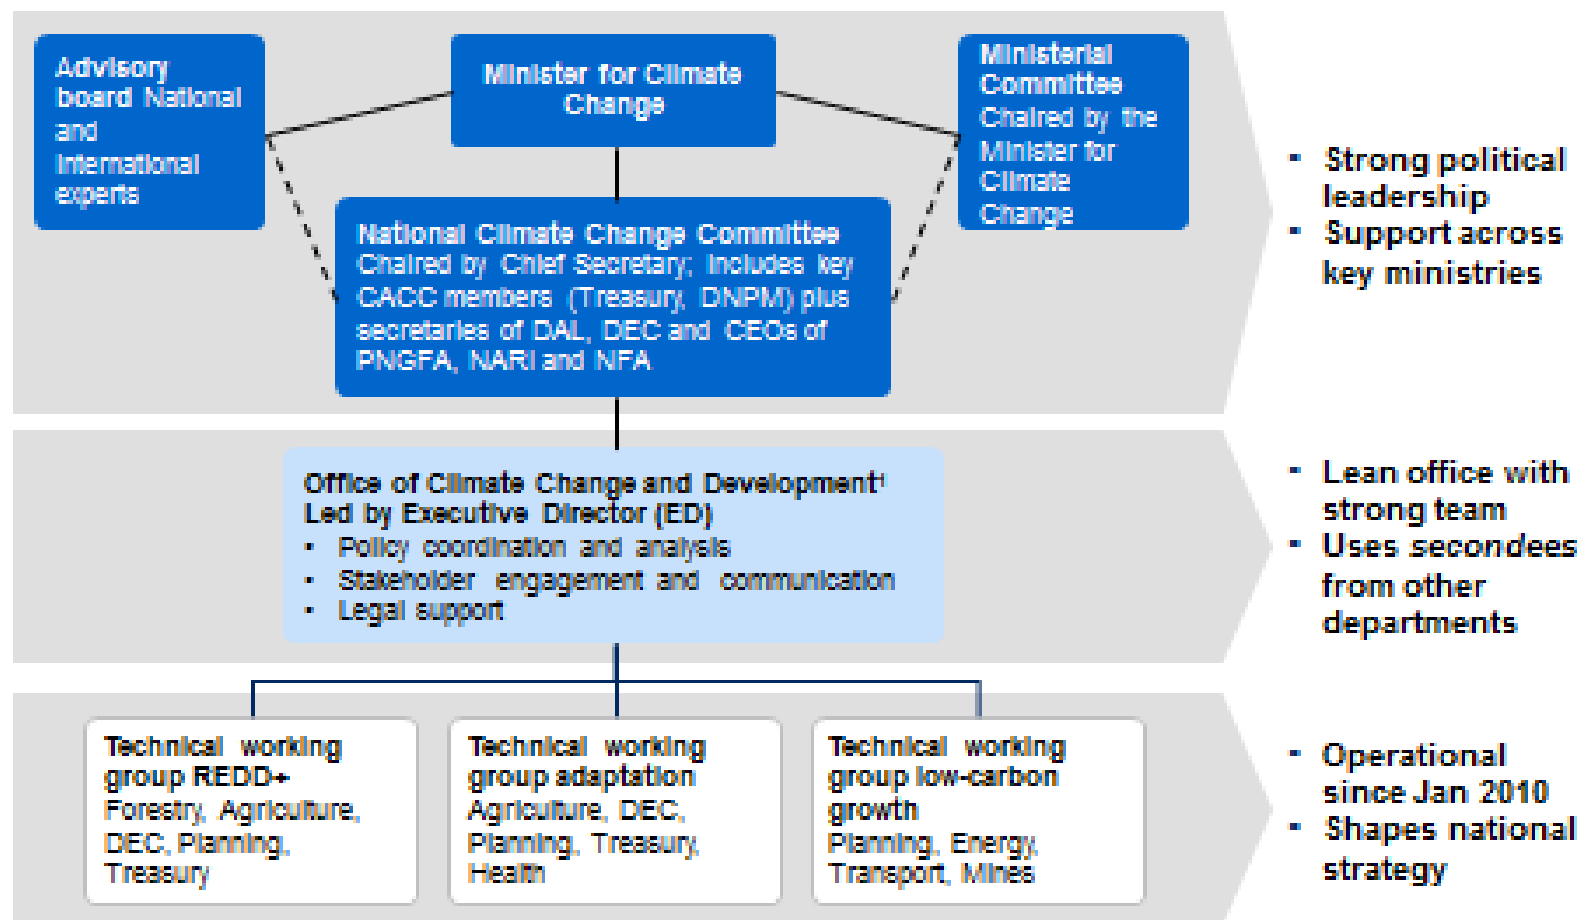 Advisory
board National
and
International
experts
Minister for Climate
Change
Ministerial
Committee
Chaired by the
Minister for
Climate
Change
National Climate Change Committee
Chaired by Chief Secretary; includes key
CACC members (Treasury, DNPM) plus
secretaries of DAL, DEC and CEOs of
PNGFA, NARI and NFA
- Strong political
leadership
- Support across
key ministries
Office of Climate Change and Development¹
Led by Executive Director (ED)
• Policy coordination and analysis
• Stakeholder engagement and communication
• Legal support
- Lean office with
strong team
- Uses secondees
from other
departments
Technical working
group REDD+
Forestry, Agriculture,
DEC, Planning,
Treasury
Technical working
group adaptation
Agriculture, DEC,
Planning, Treasury,
Health
Technical working
group low-carbon
growth
Planning, Energy,
Transport, Mines
- Operational
since Jan 2010
- Shapes national
strategy